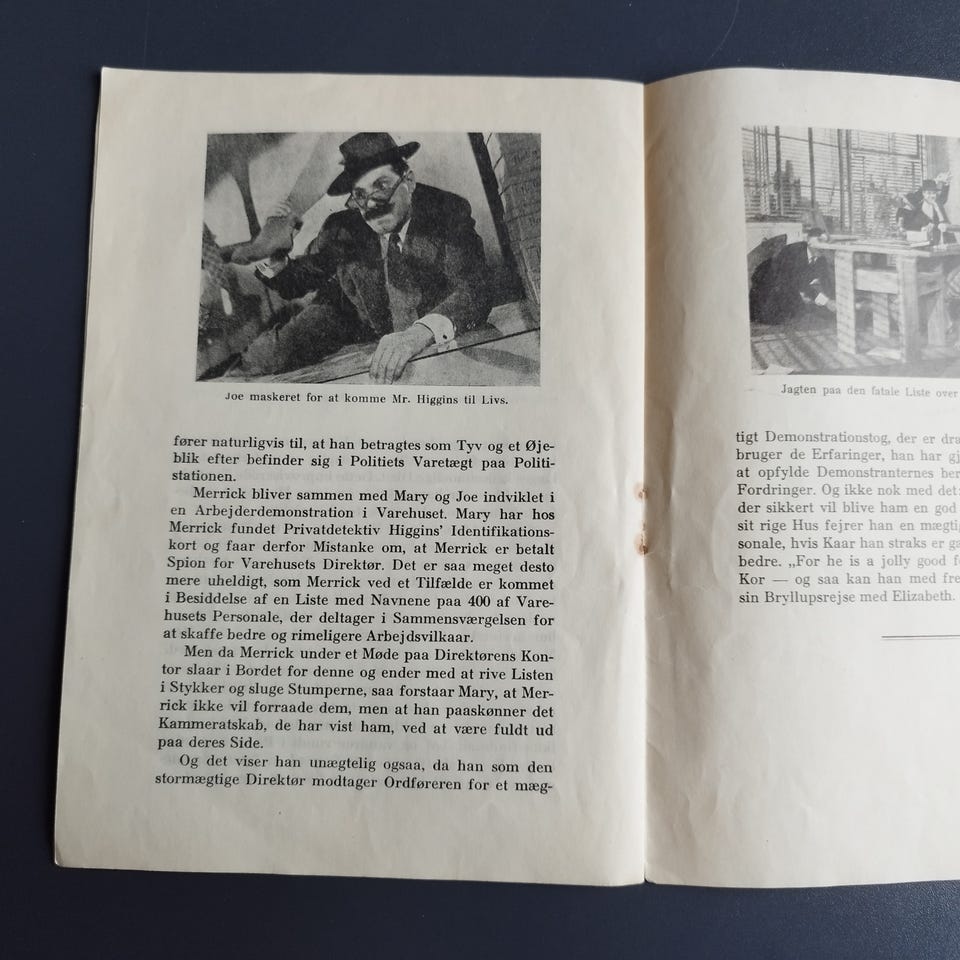 Joe maskeret for at komme Mr. Higgins til Livs.
fører naturligvis til, at han betragtes som Tyv og et Øje-
blik efter befinder sig i Politiets Varetægt paa Politi-
stationen.
Merrick bliver sammen med Mary og Joe indviklet i
en Arbejderdemonstration i Varehuset. Mary har hos
Merrick fundet Privatdetektiv Higgins' Identifikations-
kort og faar derfor Mistanke om, at Merrick er betalt
Spion for Varehusets Direktør. Det er saa meget desto
mere uheldigt, som Merrick ved et Tilfælde er kommet
i Besiddelse af en Liste med Navnene paa 400 af Vare-
husets Personale, der deltager i Sammensværgelsen for
at skaffe bedre og rimeligere Arbejdsvilkaar.
Men da Merrick under et Møde paa Direktørens Kon-
tor slaar i Bordet for denne og ender med at rive Listen
i Stykker og sluge Stumperne, saa forstaar Mary, at Mer-
rick ikke vil forraade dem, men at han paaskønner det
Kammeratskab, de har vist ham, ved at være fuldt ud
paa deres Side.
Og det viser han unægtelig ogsaa, da han som den
stormægtige Direktør modtager Ordføreren for et mæg-
Jagten paa den fatale Liste over
tigt Demonstrationstog, der er dra
bruger de Erfaringer, han har gj
at opfylde Demonstranternes ber
Fordringer. Og ikke nok med det:
der sikkert vil blive ham en god
sit rige Hus fejrer han en mægtig
sonale, hvis Kaar han straks er ga
bedre. „For he is a jolly good f
Kor — og saa kan han med fre
sin Bryllupsrejse med Elizabeth.